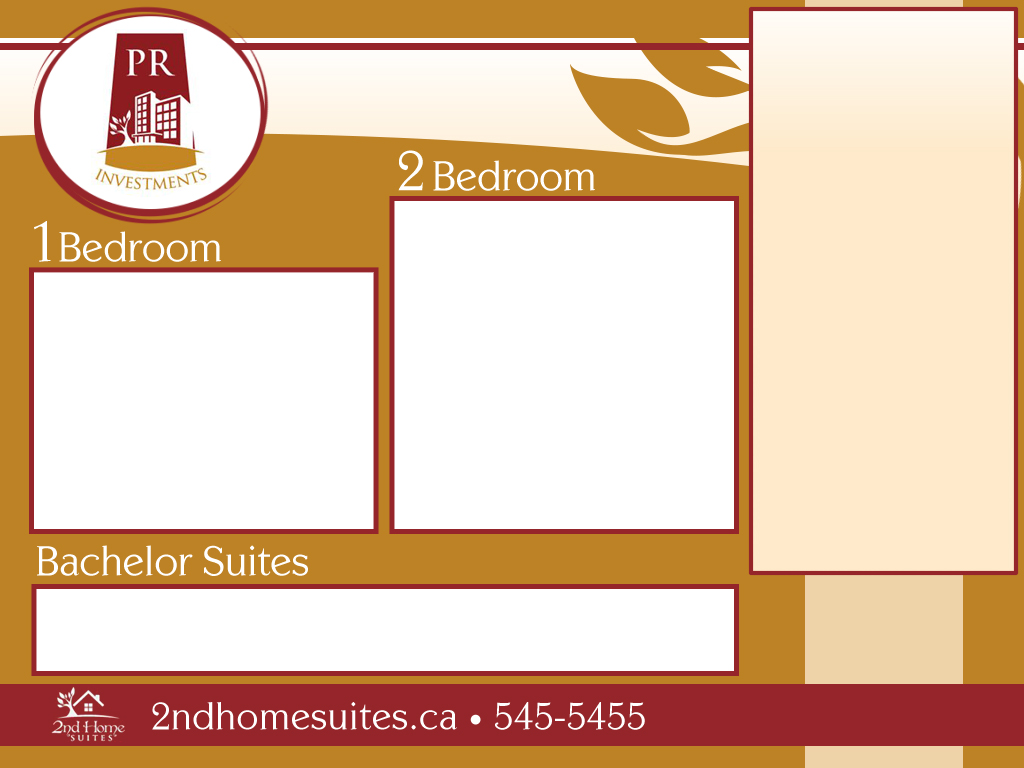 PR
INVESTMENTS
2 Bedroom
1 Bedroom
Bachelor Suites
2nd Home
SUITES
2ndhomesuites.ca • 545-5455